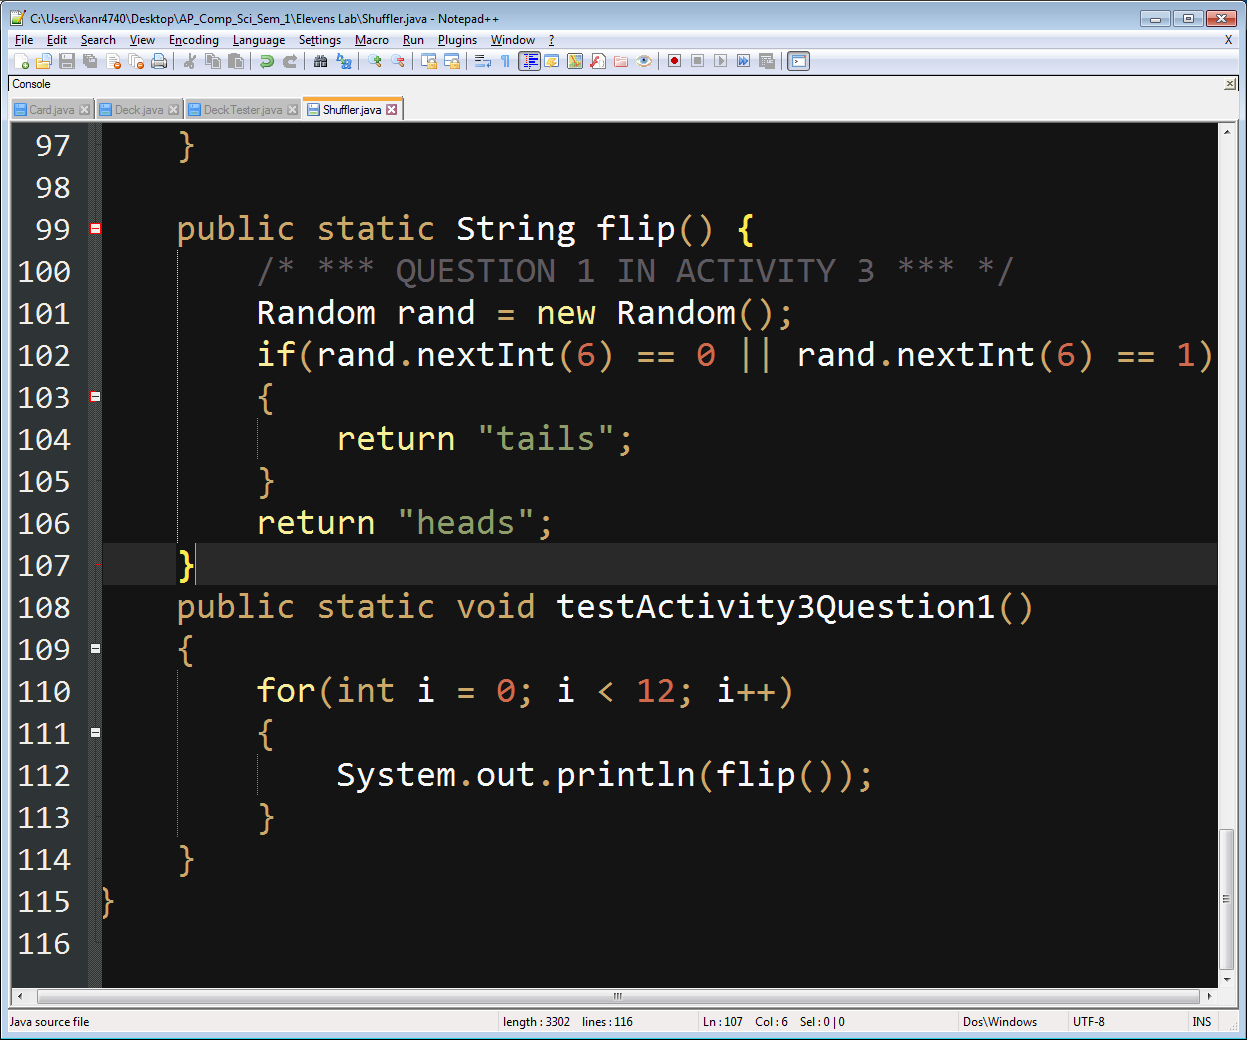 C:\Users\kanr4740\Desktop\AP_Comp_Sci_Sem_1\Elevens Lab\Shuffler.java - Notepad++
File Edit Search View Encoding Language Settings Macro Run Plugins Window ? X
Console
Card.java Deck.java DeckTester.java Shuffler.java
97 }
98
99 public static String flip() {
100 /* *** QUESTION 1 IN ACTIVITY 3 *** */
101 Random rand = new Random();
102 if(rand.nextInt(6) == 0 || rand.nextInt(6) == 1)
103 {
104 return "tails";
105 }
106 return "heads";
107 }
108 public static void testActivity3Question1()
109 {
110 for(int i = 0; i < 12; i++)
111 {
112 System.out.println(flip());
113 }
114 }
115 }
116
Java source file length : 3302 lines : 116 Ln : 107 Col : 6 Sel : 0 | 0 Dos\Windows UTF-8 INS